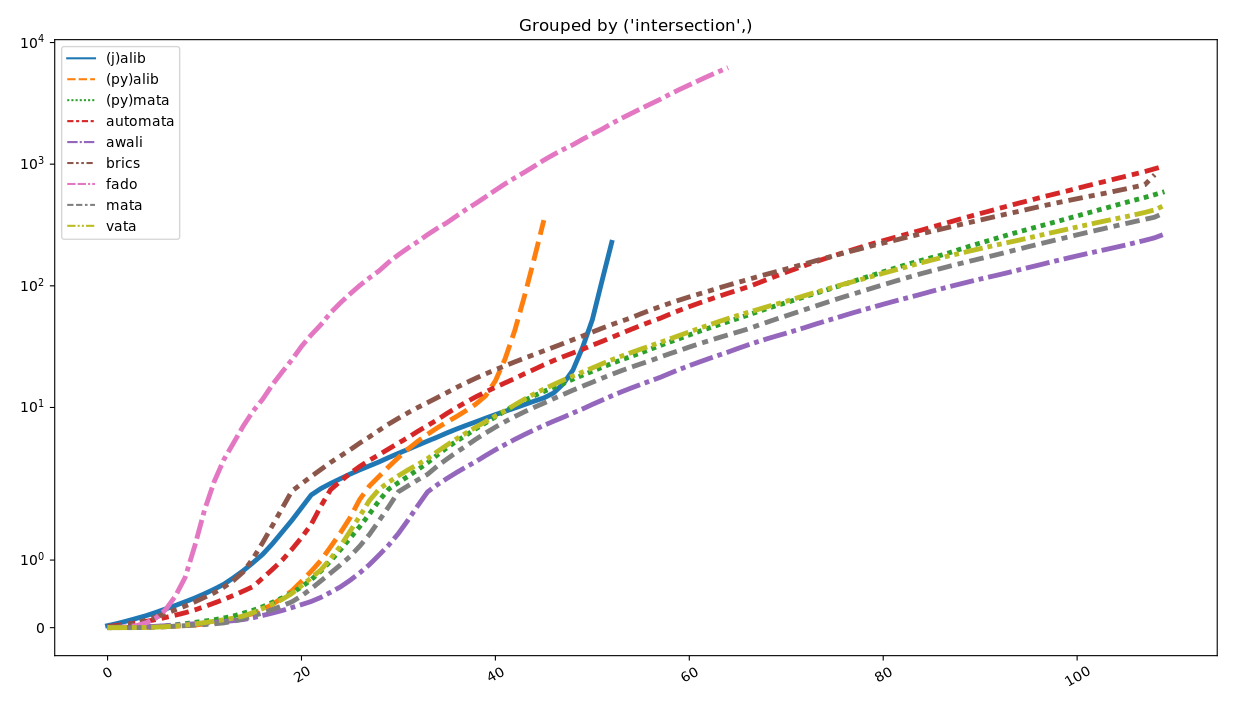 Grouped by ('intersection',)
10^4
10^3
10^2
10^1
10^0
0
(j)alib
(py)alib
(py)mata
automata
awali
brics
fado
mata
vata
0
20
40
60
80
100